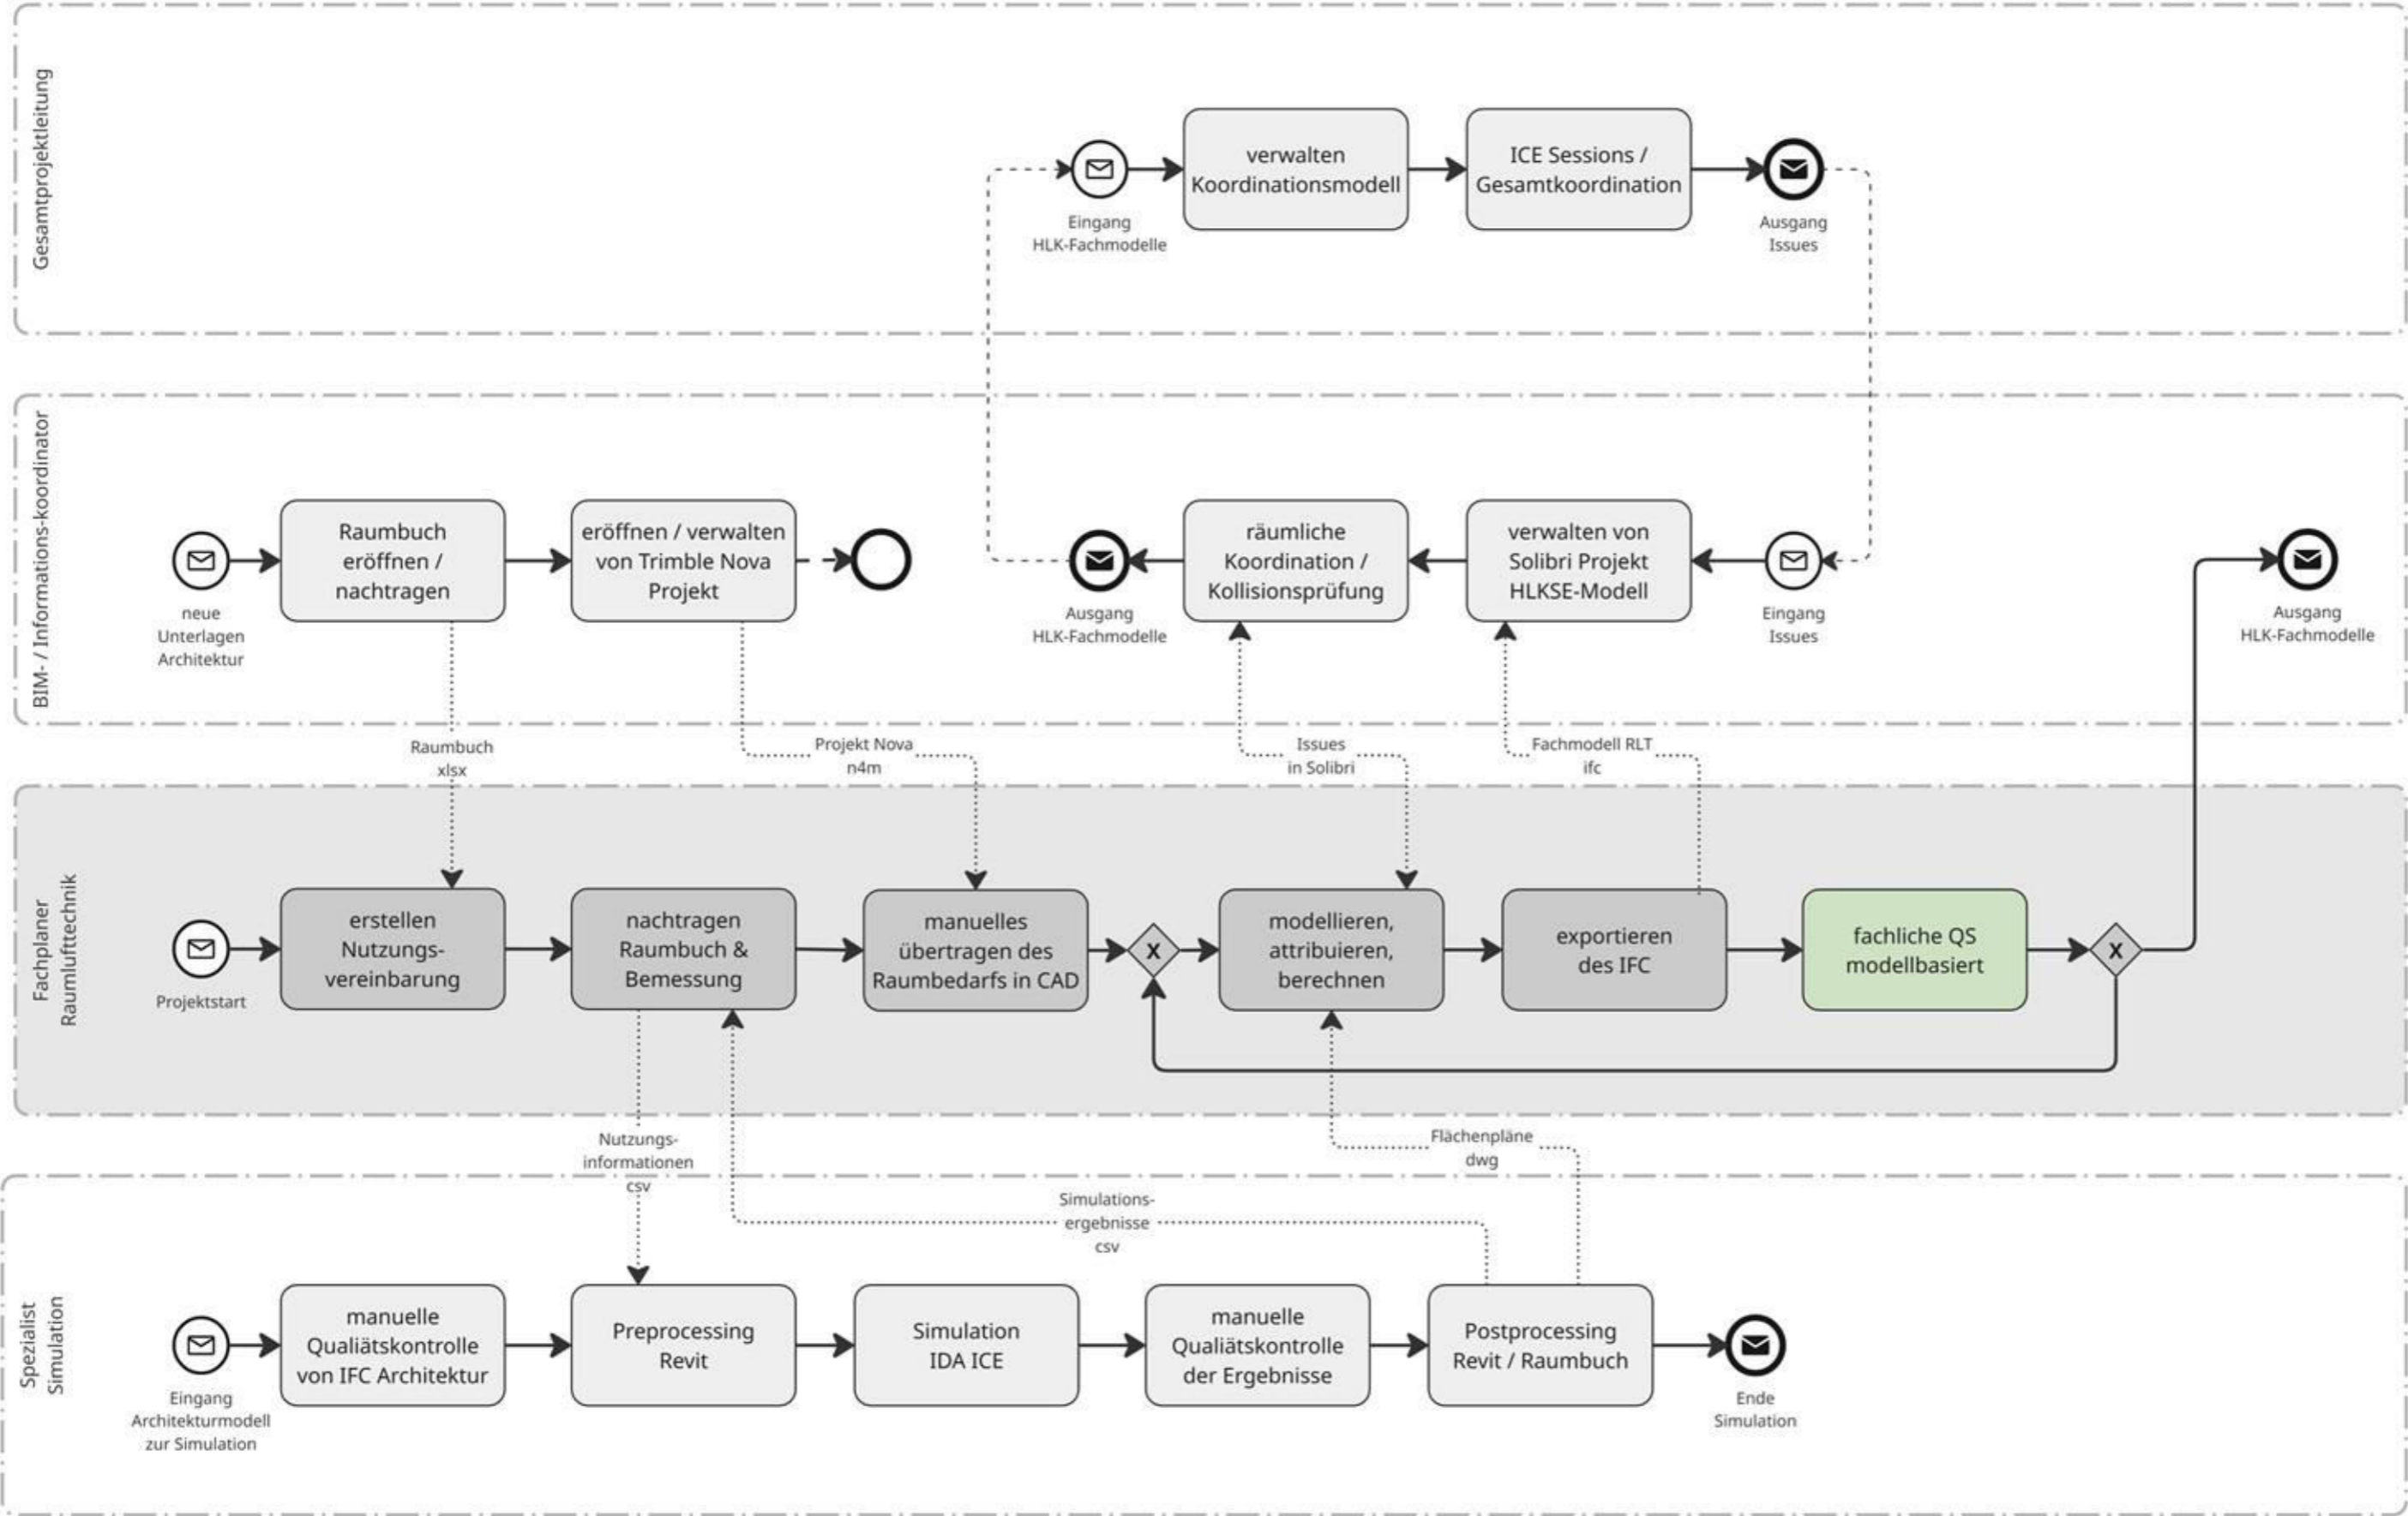 Gesamtprojektleitung
Eingang
HLK-Fachmodelle
verwalten
Koordinationsmodell
ICE Sessions /
Gesamtkoordination
Ausgang
Issues
BIM- / Informations-koordinator
neue
Unterlagen
Architektur
Raumbuch
eröffnen /
nachtragen
eröffnen / verwalten
von Trimble Nova
Projekt
Ausgang
HLK-Fachmodelle
räumliche
Koordination /
Kollisionsprüfung
verwalten von
Solibri Projekt
HLKSE-Modell
Eingang
Issues
Ausgang
HLK-Fachmodelle
Raumbuch
xlsx
Projekt Nova
n4m
Issues
in Solibri
Fachmodell RLT
ifc
Fachplaner
Raumlufttechnik
Projektstart
erstellen
Nutzungs-
vereinbarung
nachtragen
Raumbuch &
Bemessung
manuelles
übertragen des
Raumbedarfs in CAD
X
modellieren,
attribuieren,
berechnen
exportieren
des IFC
fachliche QS
modellbasiert
X
Nutzungs-
informationen
csv
Simulations-
ergebnisse
csv
Flächenpläne
dwg
Spezialist
Simulation
Eingang
Architekturmodell
zur Simulation
manuelle
Qualiätskontrolle
von IFC Architektur
Preprocessing
Revit
Simulation
IDA ICE
manuelle
Qualiätskontrolle
der Ergebnisse
Postprocessing
Revit / Raumbuch
Ende
Simulation